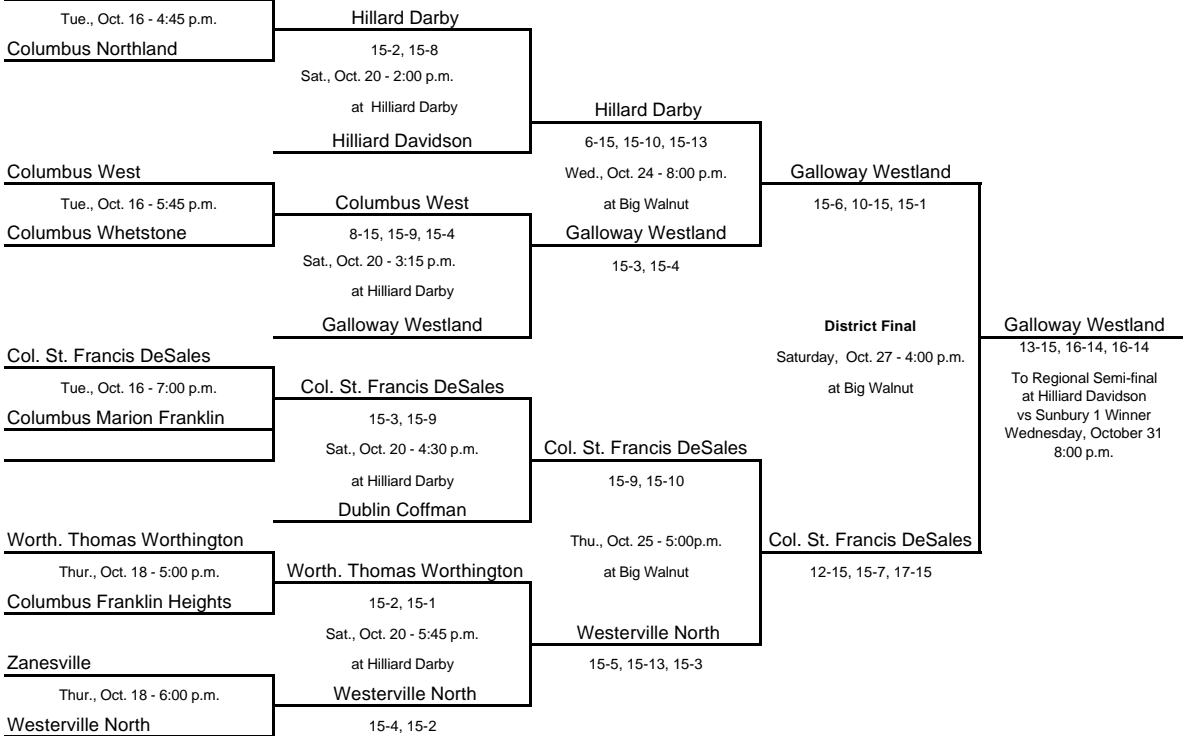 Tue., Oct. 16 - 4:45 p.m.
Columbus Northland
Hillard Darby
15-2, 15-8
Sat., Oct. 20 - 2:00 p.m.
at Hilliard Darby
Hilliard Davidson
Hillard Darby
6-15, 15-10, 15-13
Wed., Oct. 24 - 8:00 p.m.
at Big Walnut
Galloway Westland
15-3, 15-4
Columbus West
Tue., Oct. 16 - 5:45 p.m.
Columbus Whetstone
Columbus West
8-15, 15-9, 15-4
Sat., Oct. 20 - 3:15 p.m.
at Hilliard Darby
Galloway Westland
Galloway Westland
15-6, 10-15, 15-1
District Final
Saturday, Oct. 27 - 4:00 p.m.
at Big Walnut
Galloway Westland
13-15, 16-14, 16-14
To Regional Semi-final
at Hilliard Davidson
vs Sunbury 1 Winner
Wednesday, October 31
8:00 p.m.
Col. St. Francis DeSales
Tue., Oct. 16 - 7:00 p.m.
Columbus Marion Franklin
Col. St. Francis DeSales
15-3, 15-9
Sat., Oct. 20 - 4:30 p.m.
at Hilliard Darby
Dublin Coffman
Col. St. Francis DeSales
15-9, 15-10
Thu., Oct. 25 - 5:00p.m.
at Big Walnut
Westerville North
15-5, 15-13, 15-3
Col. St. Francis DeSales
12-15, 15-7, 17-15
Worth. Thomas Worthington
Thur., Oct. 18 - 5:00 p.m.
Columbus Franklin Heights
Worth. Thomas Worthington
15-2, 15-1
Sat., Oct. 20 - 5:45 p.m.
at Hilliard Darby
Westerville North
15-4, 15-2
Zanesville
Thur., Oct. 18 - 6:00 p.m.
Westerville North